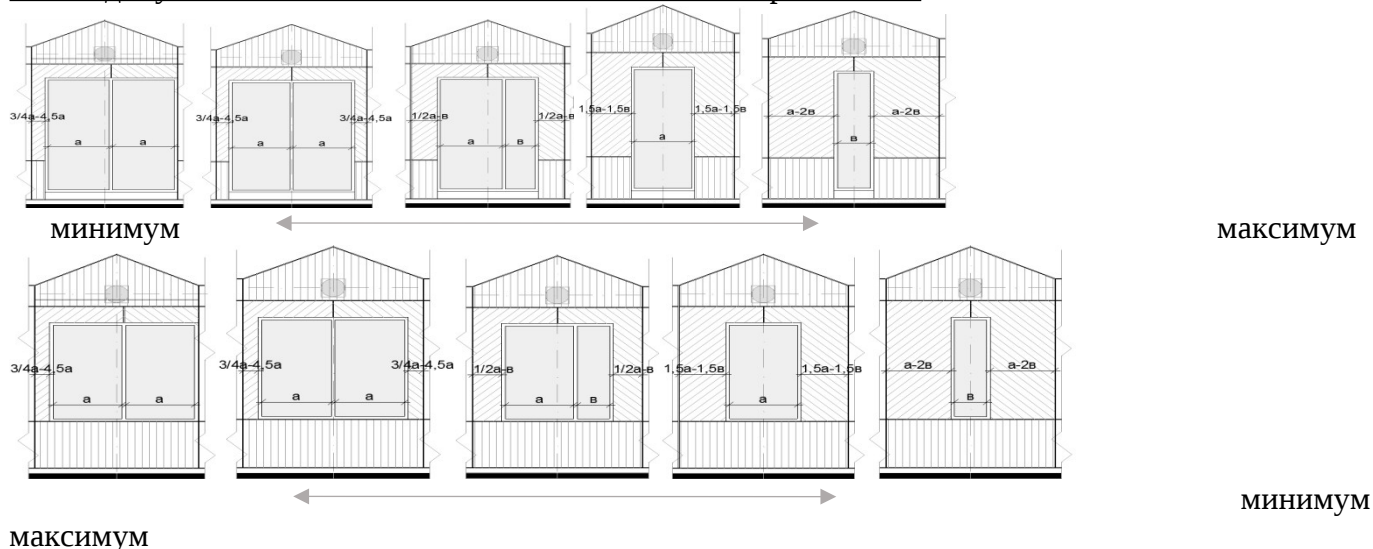 3/4а-4,5а а а
3/4а-4,5а а а 3/4а-4,5а
1/2а-в а в 1/2а-в
1,5а-1,5в а 1,5а-1,5в
а-2в в а-2в
минимум максимум
3/4а-4,5а а а
3/4а-4,5а а а 3/4а-4,5а
1/2а-в а в 1/2а-в
1,5а-1,5в а 1,5а-1,5в
а-2в в а-2в
минимум
максимум